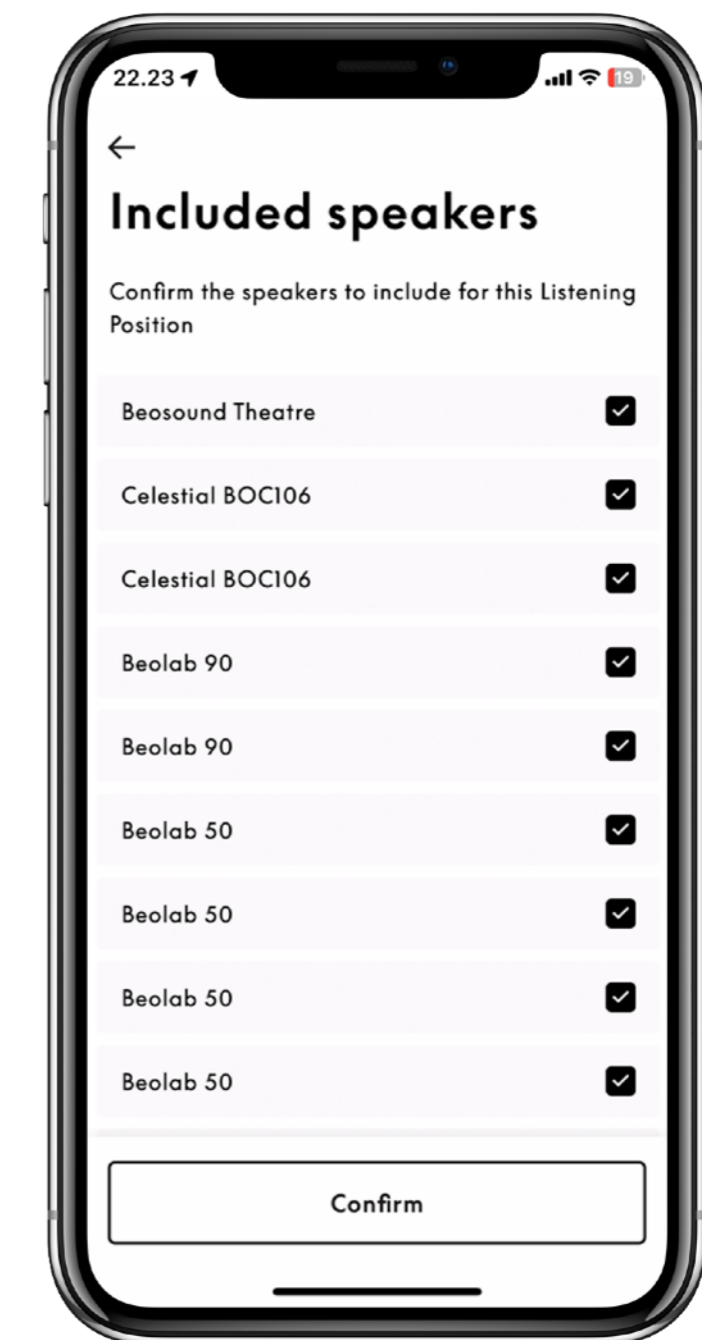 22.23
19
Included speakers
Confirm the speakers to include for this Listening
Position
Beosound Theatre
Celestial BOC106
Celestial BOC106
Beolab 90
Beolab 90
Beolab 50
Beolab 50
Beolab 50
Beolab 50
Confirm